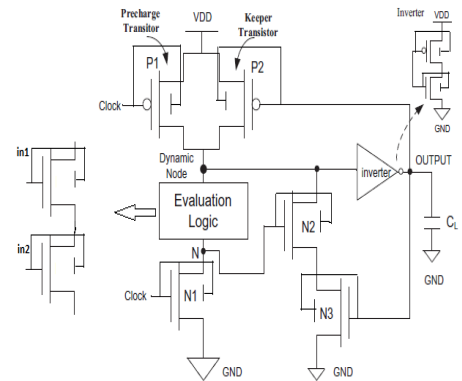 Precharge
Transitor
VDD
Keeper
Transistor
Inverter
VDD
P1
P2
Clock
GND
in1
Dynamic
Node
inverter
OUTPUT
Evaluation
Logic
CL
in2
N
N2
GND
Clock
N1
N3
GND
GND